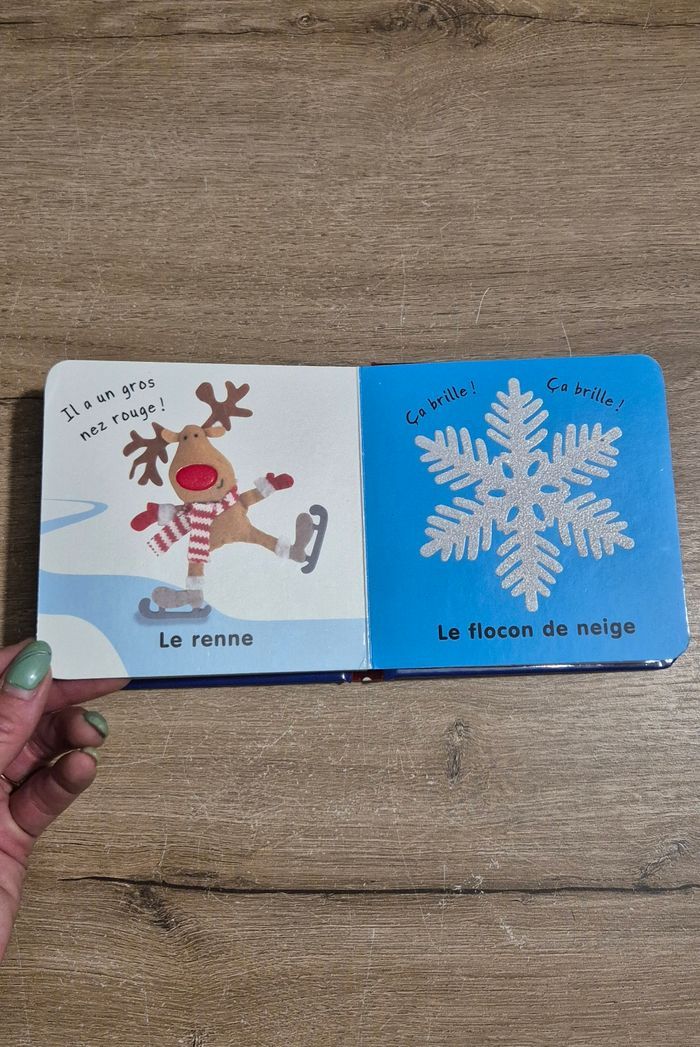 Il a un gros
nez rouge !
Le renne
Ça brille !
Ça brille !
Le flocon de neige